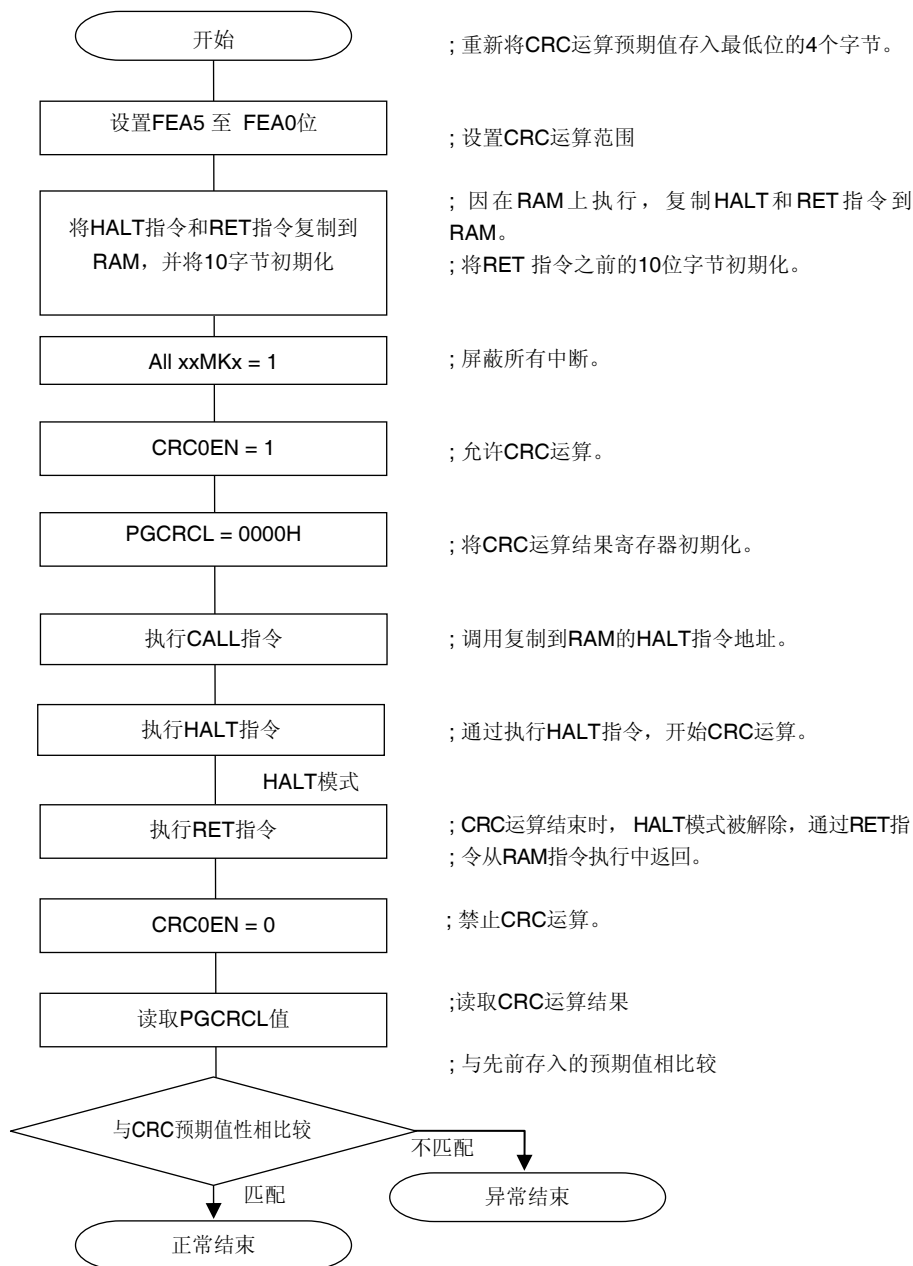 开始
; 重新将CRC运算预期值存入最低位的4个字节。
设置FEA5 至 FEA0位
; 设置CRC运算范围
将HALT指令和RET指令复制到
RAM，并将10字节初期化
; 因在RAM上执行，复制HALT和RET指令到
RAM。
; 将RET 指令之前的10位字节初期化。
All xxMKx = 1
; 屏蔽所有中断。
CRC0EN = 1
; 允许CRC运算。
PGCRCL = 0000H
; 将CRC运算结果寄存器初期化。
执行CALL指令
; 调用复制到RAM的HALT指令地址。
执行HALT指令
; 通过执行HALT指令，开始CRC运算。
HALT模式
执行RET指令
; CRC运算结束时， HALT模式被解除，通过RET指
; 令从RAM指令执行中返回。
CRC0EN = 0
; 禁止CRC运算。
读取PGCRCL值
;读取CRC运算结果
; 与先前存入的预期值相比较
与CRC预期值性相比较
不匹配
匹配
异常结束
正常结束